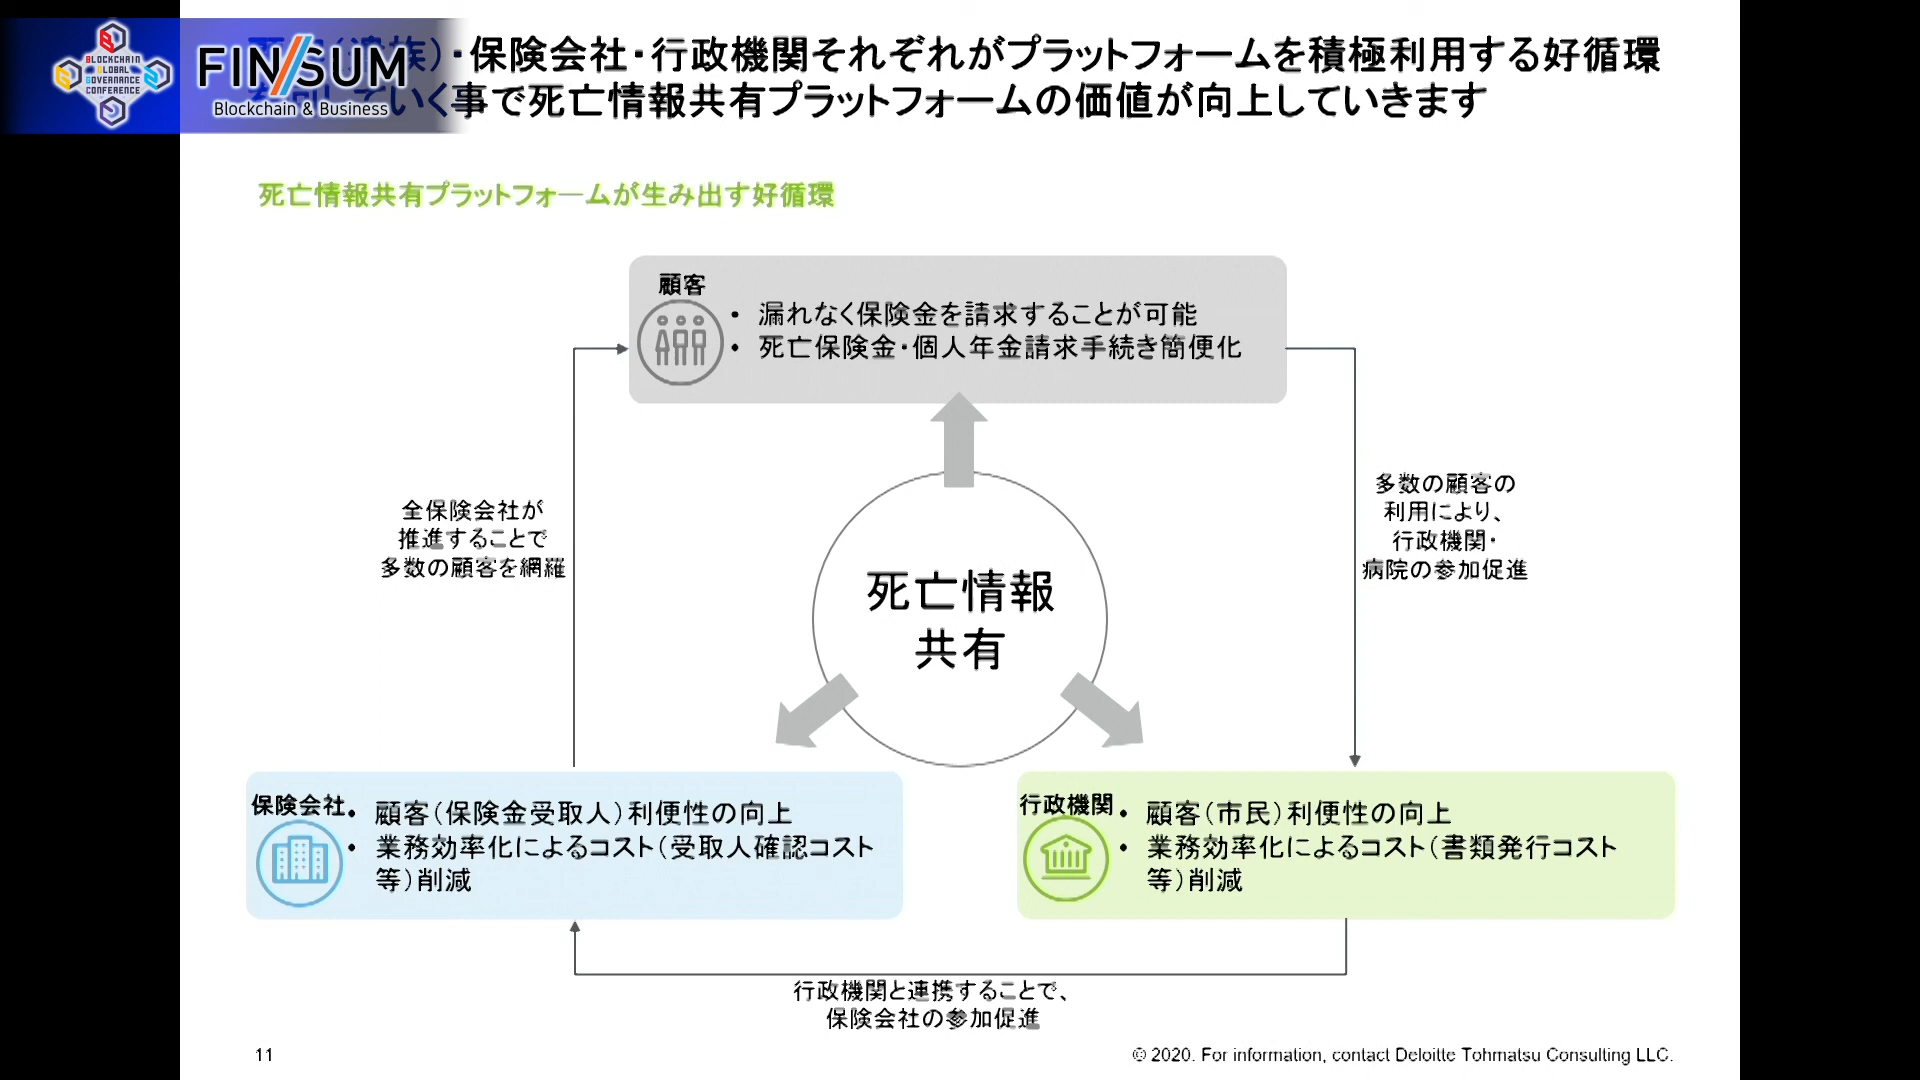 BLOCKCHAIN
GLOBAL
GOVERNANCE
CONFERENCE
FIN/SUM
Blockchain & Business
・保険会社・行政機関それぞれがプラットフォームを積極利用する好循環
いく事で死亡情報共有プラットフォームの価値が向上していきます
死亡情報共有プラットフォームが生み出す好循環
顧客
• 漏れなく保険金を請求することが可能
• 死亡保険金・個人年金請求手続き簡便化
全保険会社が
推進することで
多数の顧客を網羅
多数の顧客の
利用により、
行政機関・
病院の参加促進
死亡情報
共有
保険会社
• 顧客(保険金受取人)利便性の向上
• 業務効率化によるコスト(受取人確認コスト
等)削減
行政機関
• 顧客(市民)利便性の向上
• 業務効率化によるコスト(書類発行コスト
等)削減
行政機関と連携することで、
保険会社の参加促進
11
© 2020. For information, contact Deloitte Tohmatsu Consulting LLC.